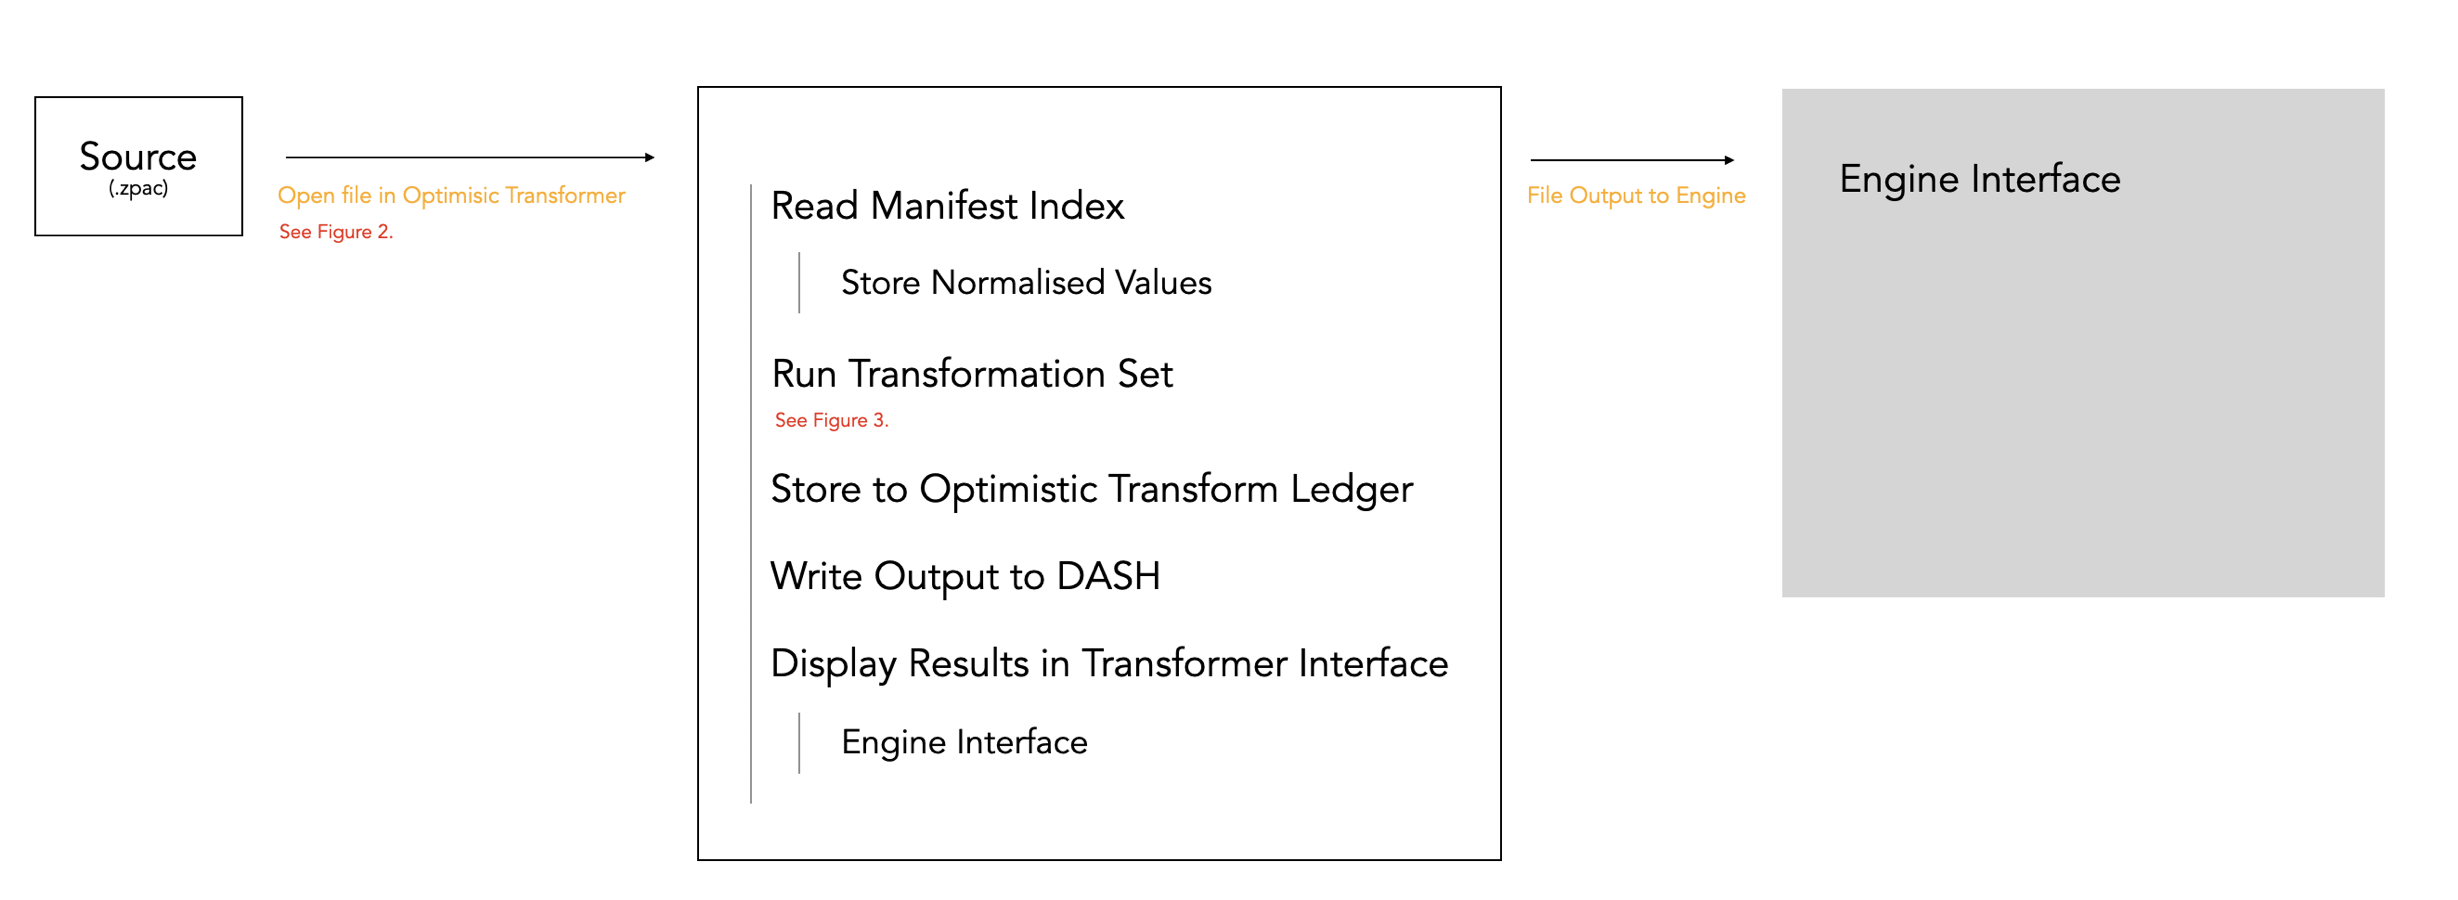 Source
(.zpac)
Open file in Optimisic Transformer
See Figure 2.
Read Manifest Index
Store Normalised Values
Run Transformation Set
See Figure 3.
Store to Optimistic Transform Ledger
Write Output to DASH
Display Results in Transformer Interface
Engine Interface
File Output to Engine
Engine Interface